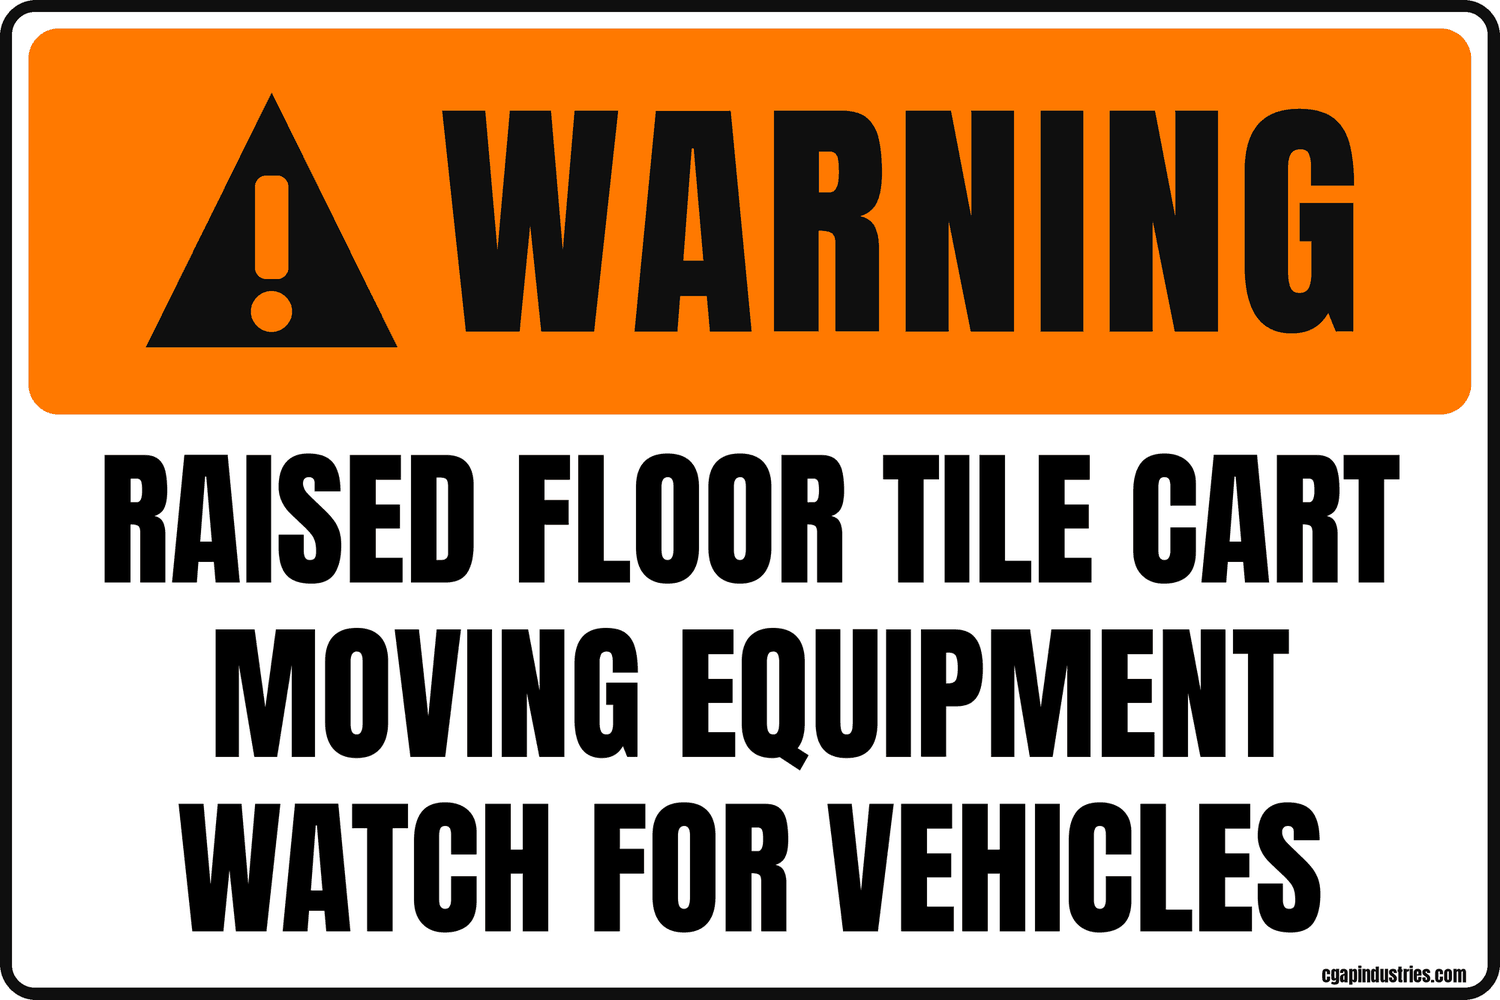 WARNING
RAISED FLOOR TILE CART
MOVING EQUIPMENT
WATCH FOR VEHICLES
cgapindustries.com